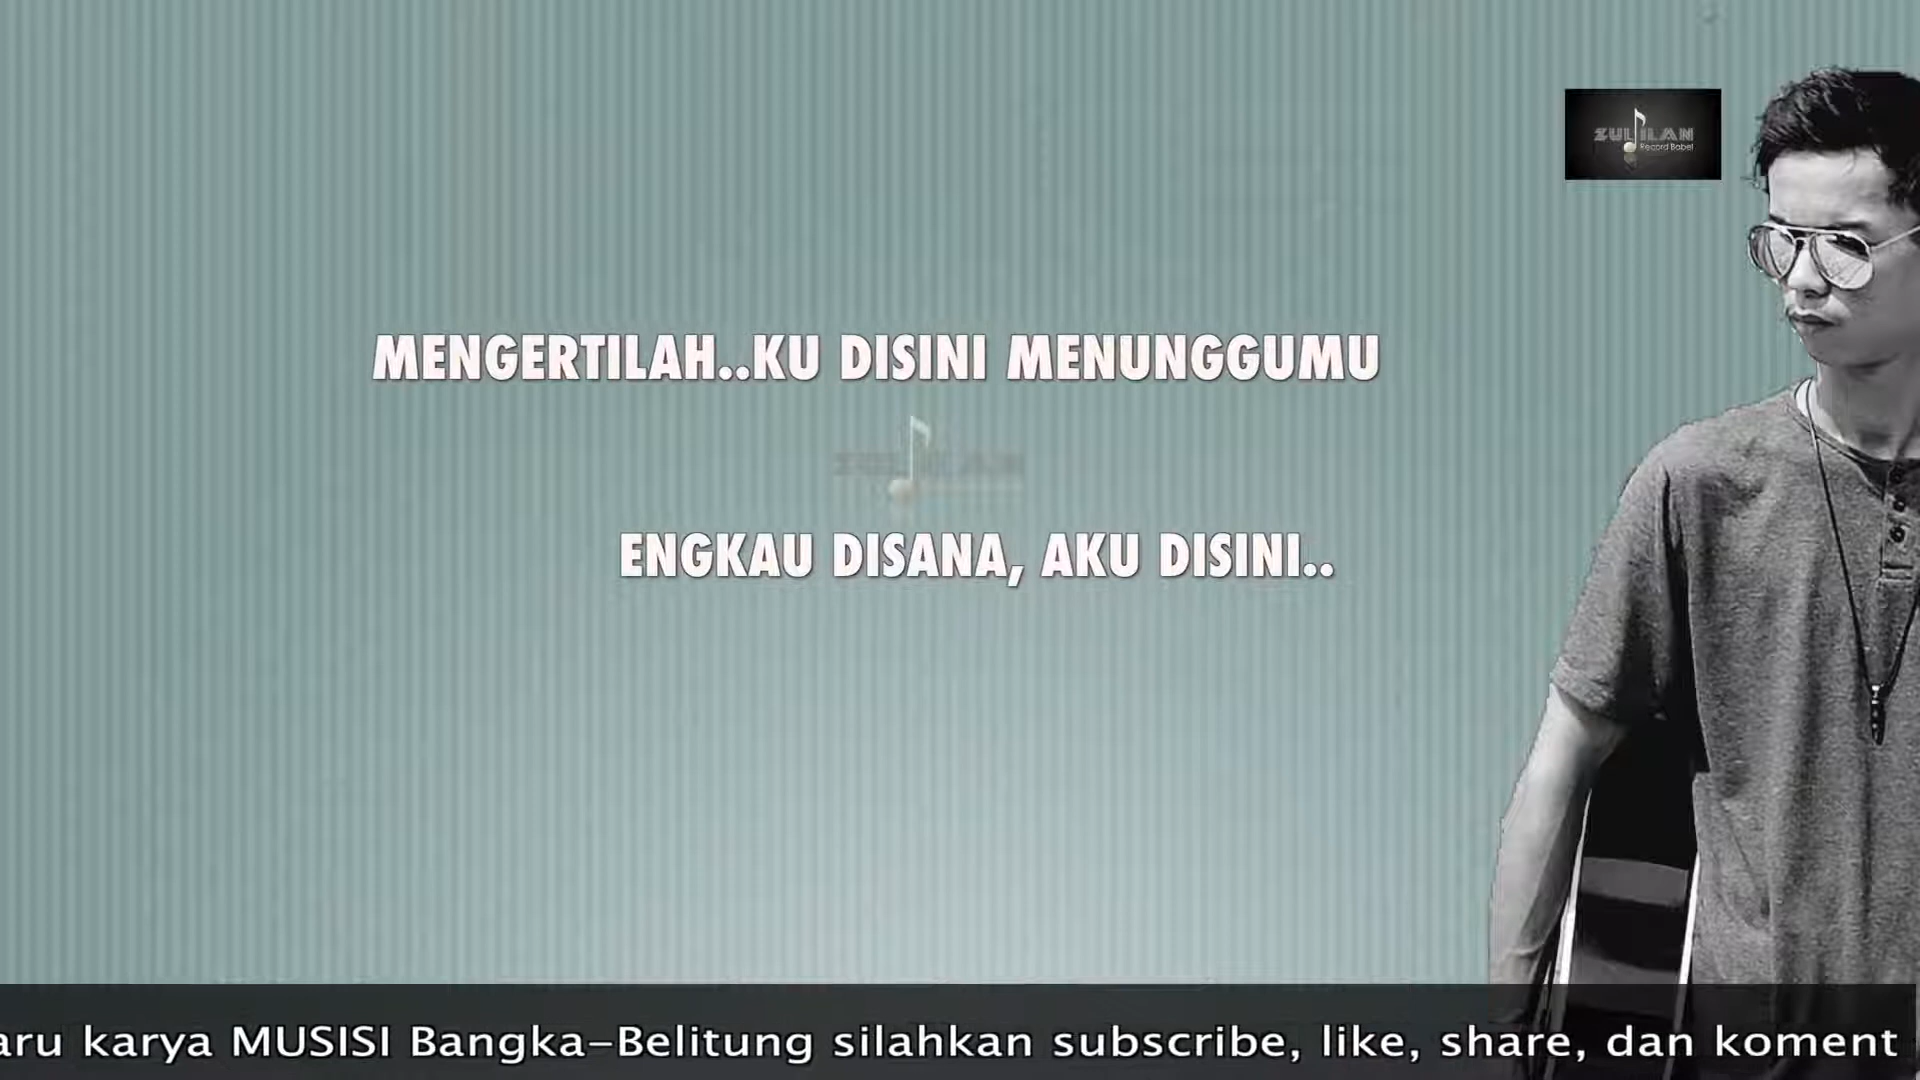 ZULJILAN
Record Babel
MENGERTILAH..KU DISINI MENUNGGUMU
ENGKAU DISANA, AKU DISINI..
aru karya MUSISI Bangka-Belitung silahkan subscribe, like, share, dan koment